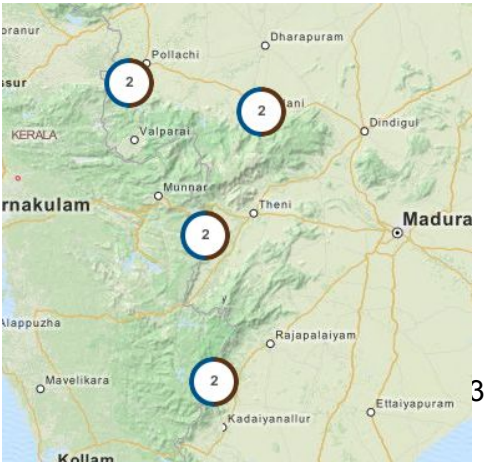 oranur
Dharapuram
Pollachi
ssur
2
2
ani
Dindigul
KERALA
Valparai
Munnar
rnakulam
Theni
Madura
2
y
Alappuzha
Rajapalaiyam
2
Mavelikara
3
Ettaiyapuram
Kadaiyanallur
Kollam